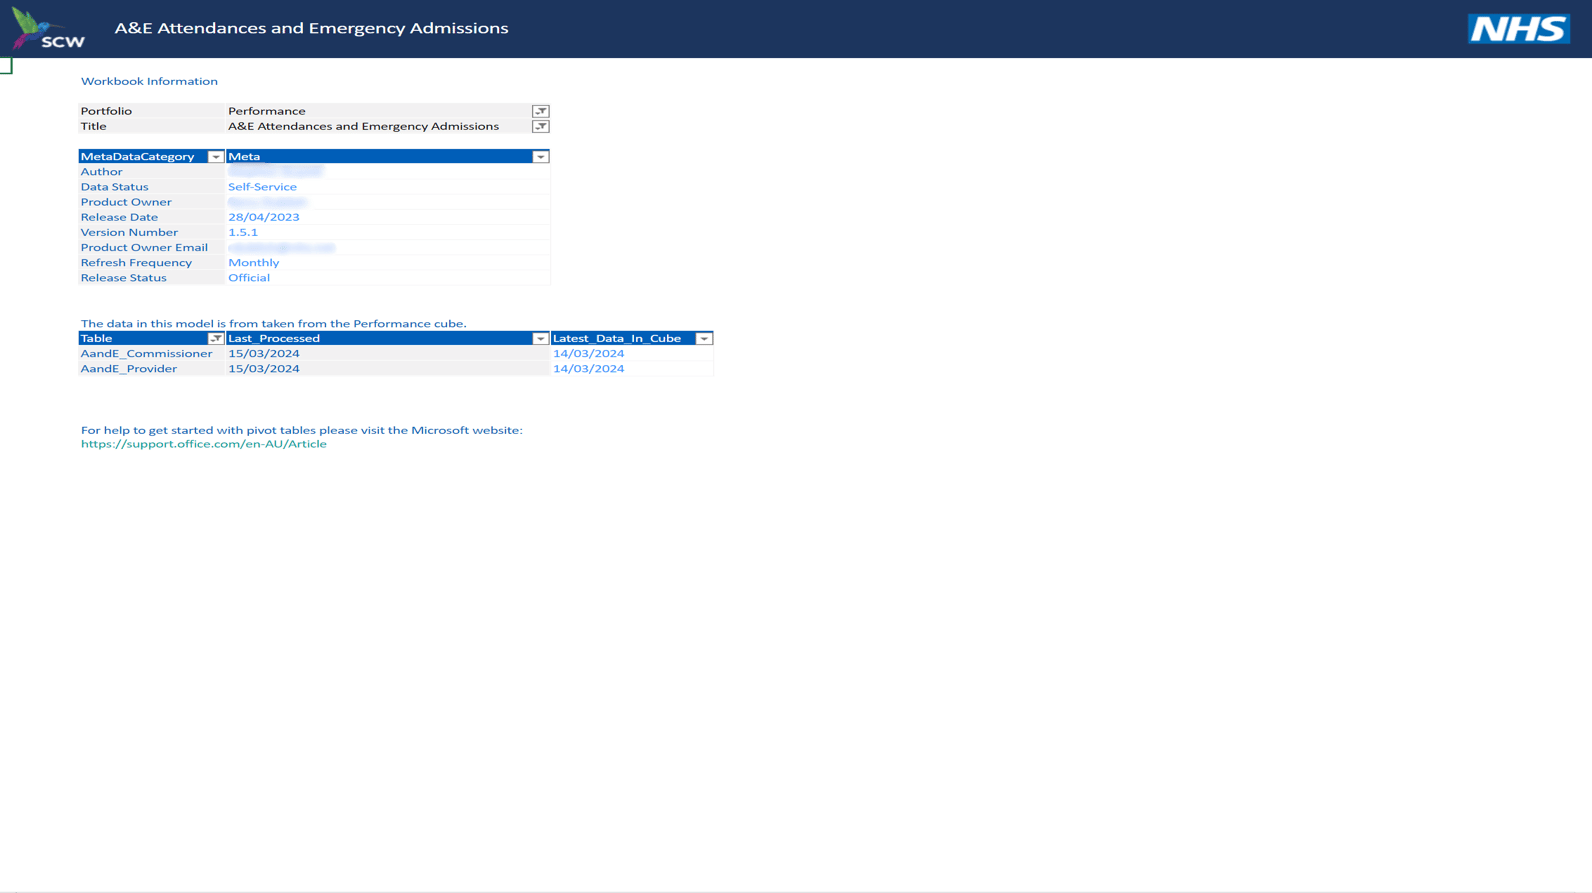 SCW
A&E Attendances and Emergency Admissions
NHS
Workbook Information
Portfolio Performance
Title A&E Attendances and Emergency Admissions
MetaDataCategory Meta
Author
Data Status Self-Service
Product Owner
Release Date 28/04/2023
Version Number 1.5.1
Product Owner Email
Refresh Frequency Monthly
Release Status Official
The data in this model is from taken from the Performance cube.
Table Last_Processed Latest_Data_In_Cube
AandE_Commissioner 15/03/2024 14/03/2024
AandE_Provider 15/03/2024 14/03/2024
For help to get started with pivot tables please visit the Microsoft website:
https://support.office.com/en-AU/Article